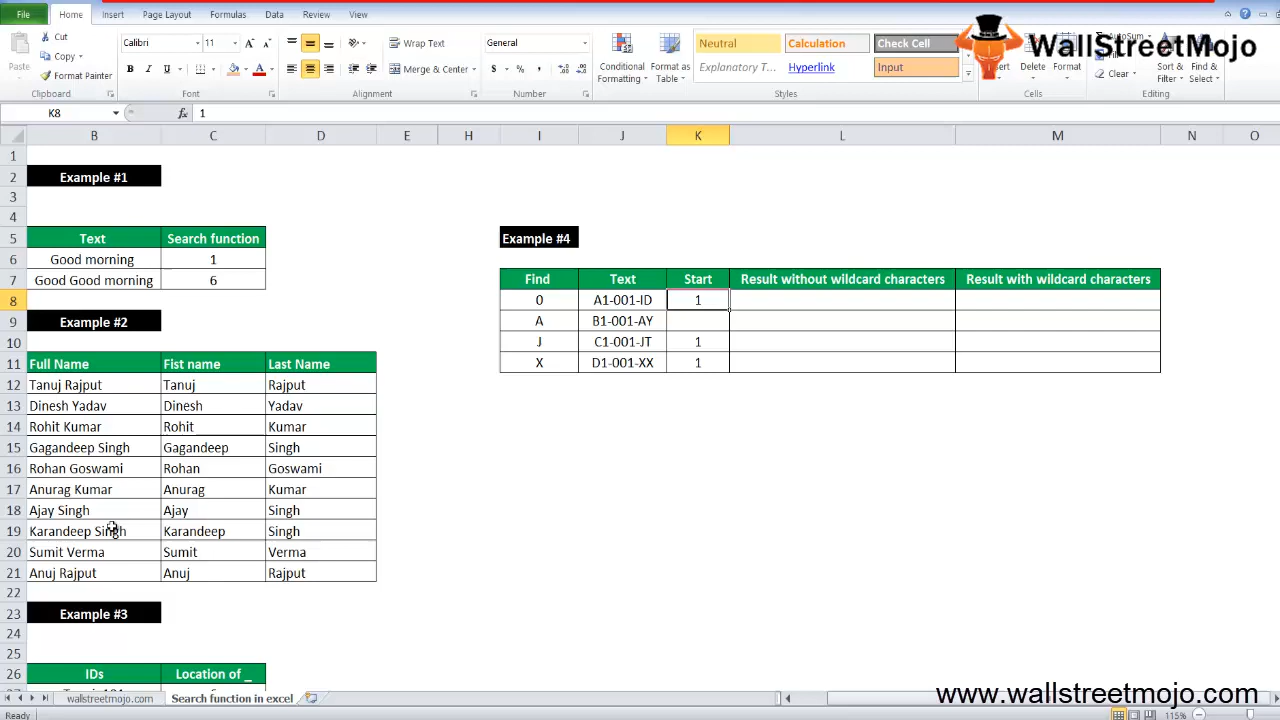 File Home Insert Page Layout Formulas Data Review View
Cut
Copy
Format Painter
Paste
Clipboard
Calibri 11
B I U
Font
Wrap Text
Merge & Center
Alignment
General
$ % ,
Number
Conditional Formatting
Format as Table
Neutral Calculation Check Cell
Explanatory T... Hyperlink Input
Styles
Delete Format
Cells
Clear
Sort & Filter
Find & Select
Editing
WallStreetMojo
K8 fx 1
B C D E H I J K L M N O
1
2 Example #1
3
4
5 Text Search function Example #4
6 Good morning 1
7 Good Good morning 6 Find Text Start Result without wildcard characters Result with wildcard characters
8 0 A1-001-ID 1
9 Example #2 A B1-001-AY
10 J C1-001-JT 1
11 Full Name Fist name Last Name X D1-001-XX 1
12 Tanuj Rajput Tanuj Rajput
13 Dinesh Yadav Dinesh Yadav
14 Rohit Kumar Rohit Kumar
15 Gagandeep Singh Gagandeep Singh
16 Rohan Goswami Rohan Goswami
17 Anurag Kumar Anurag Kumar
18 Ajay Singh Ajay Singh
19 Karandeep Singh Karandeep Singh
20 Sumit Verma Sumit Verma
21 Anuj Rajput Anuj Rajput
22
23 Example #3
24
25
26 IDs Location of _
wallstreetmojo.com Search function in excel
www.wallstreetmojo.com
Ready 115%